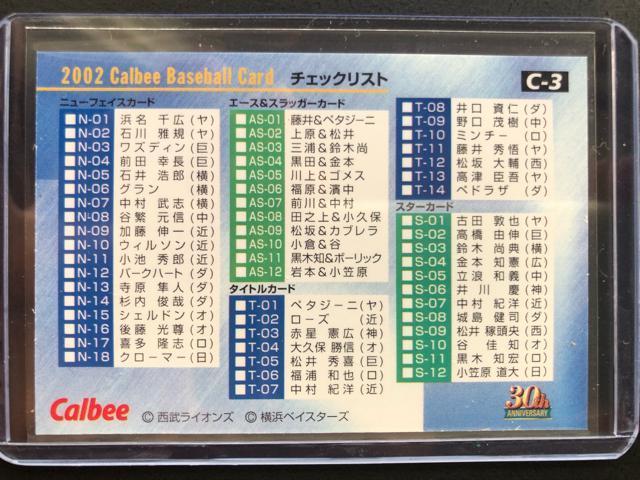 2002 Calbee Baseball Card チェックリスト
C-3
ニューフェイスカード
N-01 浜名 千広(ヤ)
N-02 石川 雅規(ヤ)
N-03 ワズディン(巨)
N-04 前田 幸長(巨)
N-05 石井 浩郎(横)
N-06 グラン (横)
N-07 中村 武志(横)
N-08 谷繁 元信(中)
N-09 加藤 伸一(近)
N-10 ウィルソン(近)
N-11 小池 秀郎(近)
N-12 バークハート(ダ)
N-13 寺原 隼人(ダ)
N-14 杉内 俊哉(ダ)
N-15 シェルドン(オ)
N-16 後藤 光尊(オ)
N-17 喜多 隆志(ロ)
N-18 クローマー(日)
エース&スラッガーカード
AS-01 藤井&ペタジーニ
AS-02 上原&松井
AS-03 三浦&鈴木尚
AS-04 黒田&金本
AS-05 川上&ゴメス
AS-06 福原&濱中
AS-07 前川&中村
AS-08 田之上&小久保
AS-09 松坂&カブレラ
AS-10 小倉&谷
AS-11 黒木知&ボーリック
AS-12 岩本&小笠原
タイトルカード
T-01 ペタジーニ(ヤ)
T-02 ローズ (近)
T-03 赤星 憲広(神)
T-04 大久保 勝信(オ)
T-05 松井 秀喜(巨)
T-06 福浦 和也(ロ)
T-07 中村 紀洋(近)
T-08 井口 資仁(ダ)
T-09 野口 茂樹(中)
T-10 ミンチー (ロ)
T-11 藤井 秀悟(ヤ)
T-12 松坂 大輔(西)
T-13 高津 臣吾(ヤ)
T-14 ペドラザ (ダ)
スターカード
S-01 古田 敦也(ヤ)
S-02 高橋 由伸(巨)
S-03 鈴木 尚典(横)
S-04 金本 知憲(広)
S-05 立浪 和義(中)
S-06 井川 慶(神)
S-07 中村 紀洋(近)
S-08 城島 健司(ダ)
S-09 松井 稼頭央(西)
S-10 谷 佳知(オ)
S-11 黒木 知宏(ロ)
S-12 小笠原 道大(日)
Calbee © 西武ライオンズ © 横浜ベイスターズ
30th
ANNIVERSARY